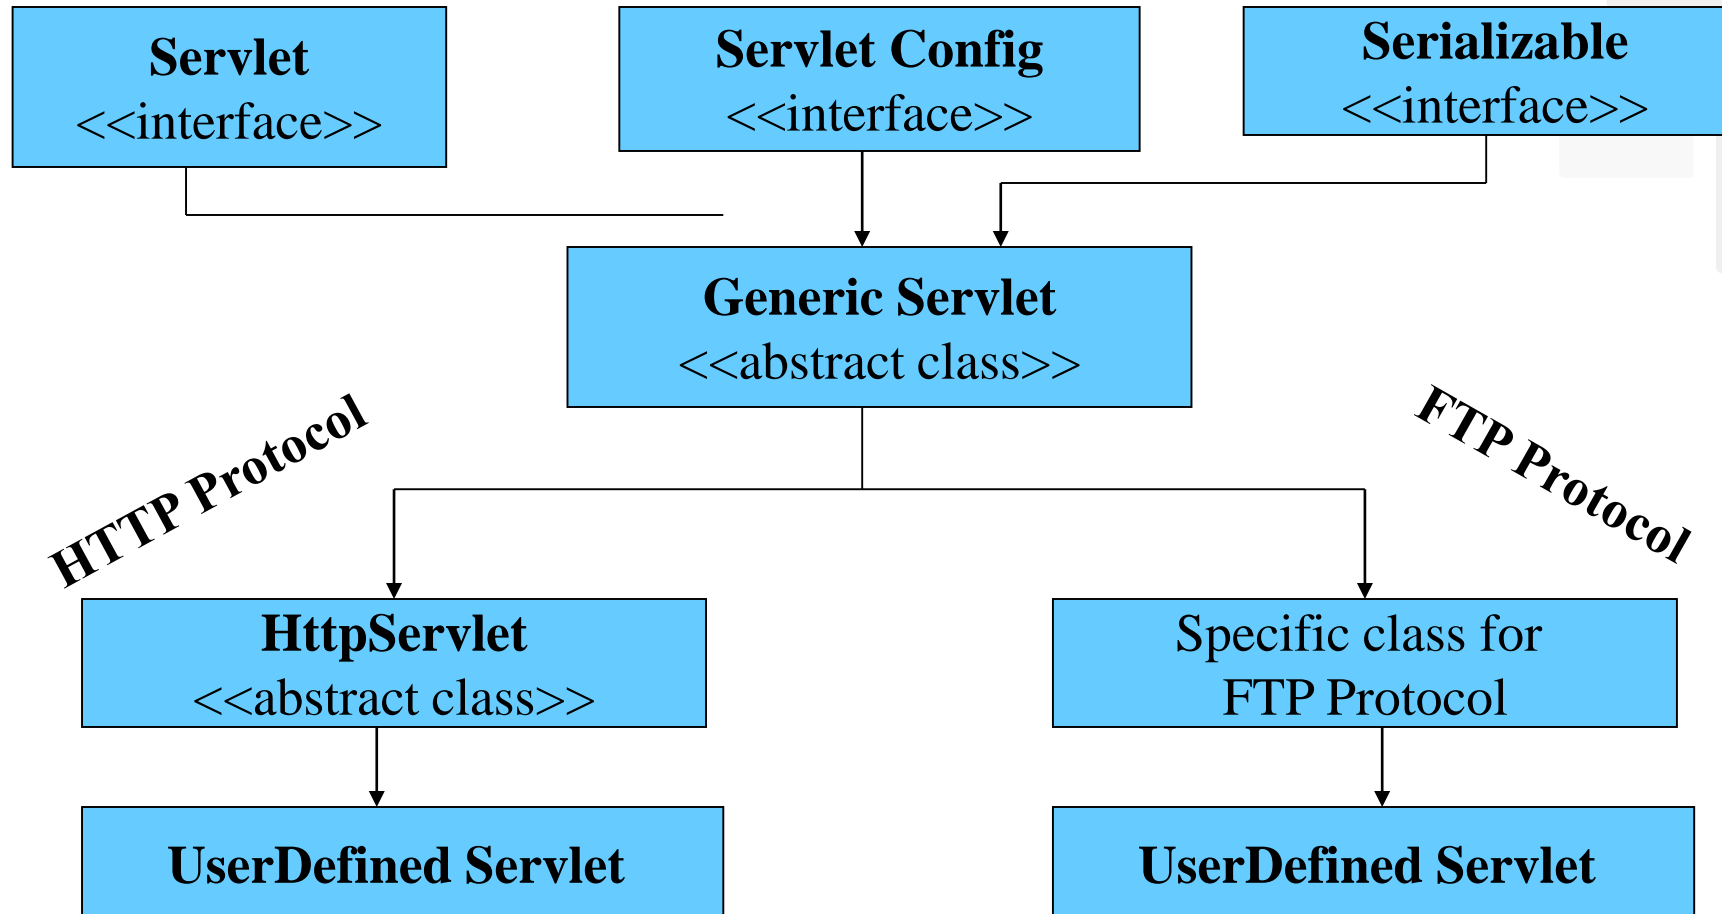 Servlet
<<interface>>
Servlet Config
<<interface>>
Serializable
<<interface>>
Generic Servlet
<<abstract class>>
HTTP Protocol
FTP Protocol
HttpServlet
<<abstract class>>
Specific class for
FTP Protocol
UserDefined Servlet
UserDefined Servlet